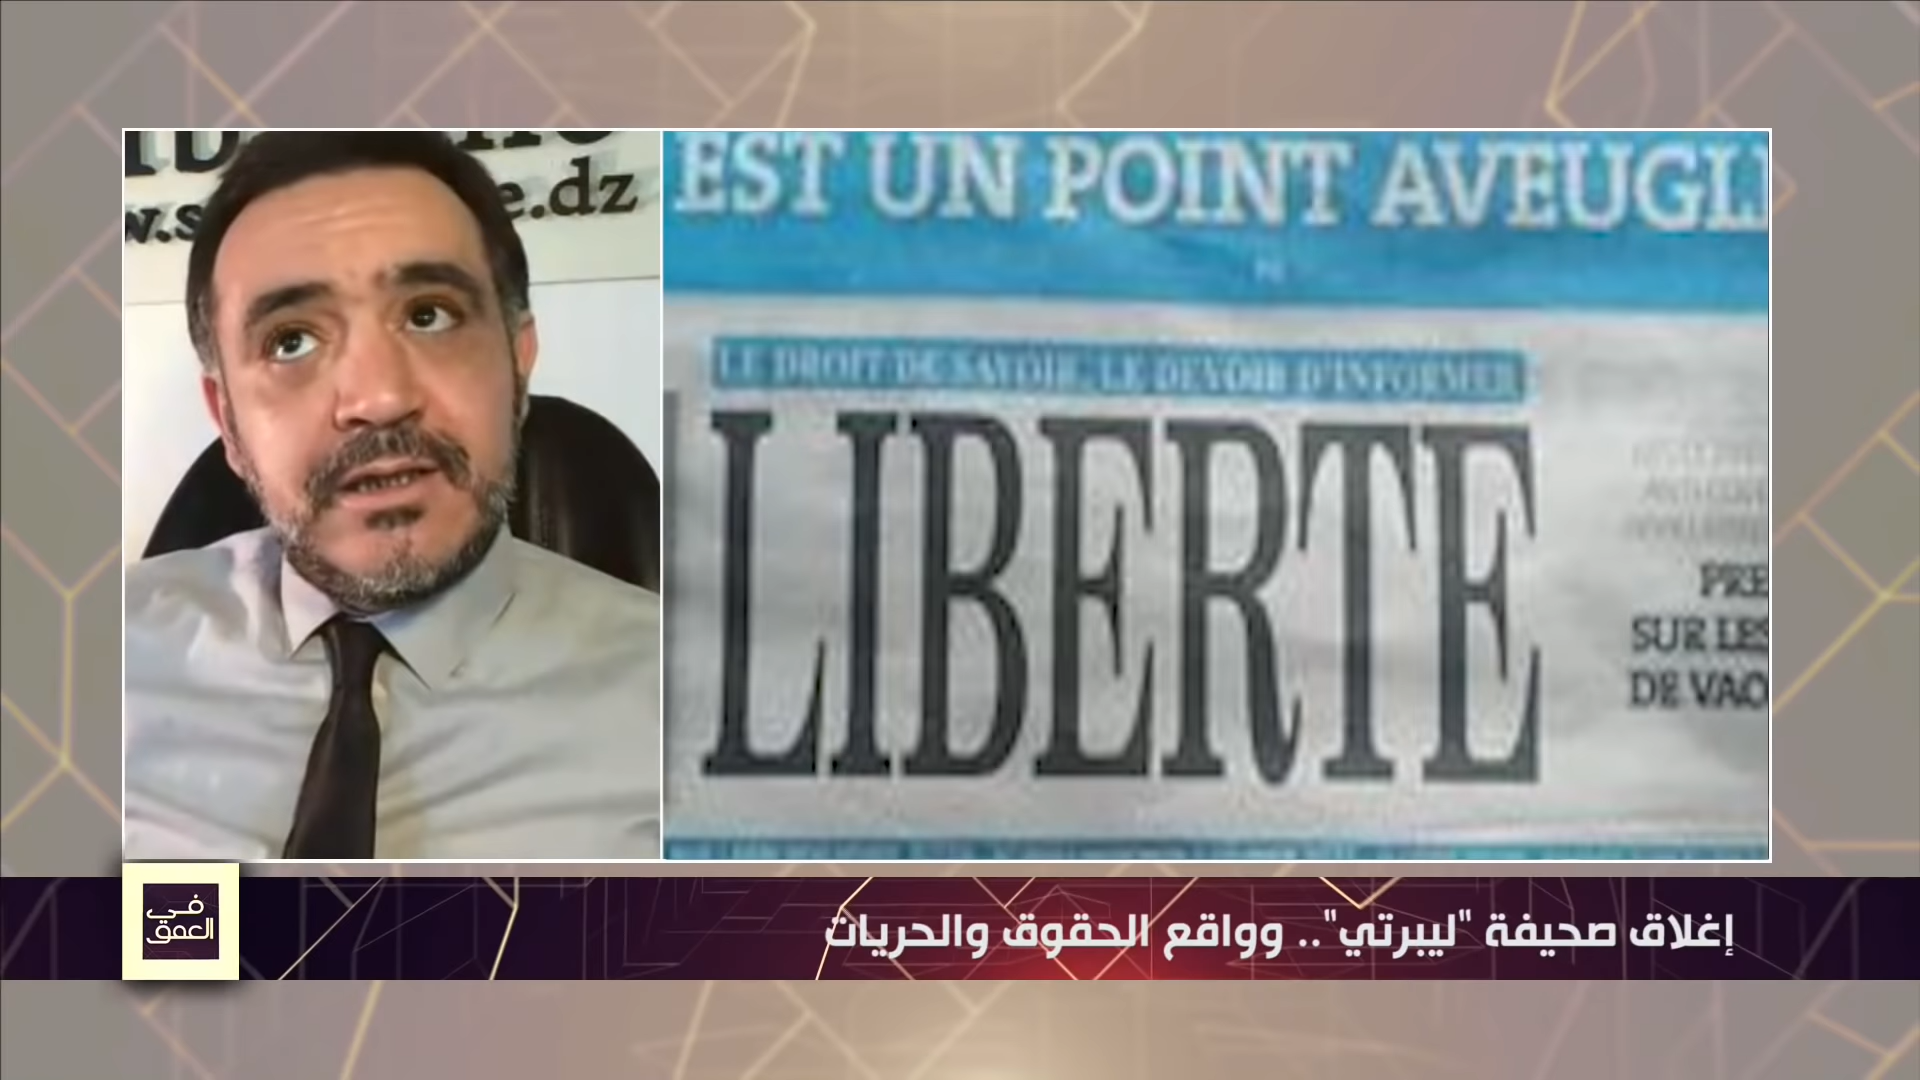 e.dz
w.s
EST UN POINT AVEUGL
LE DROIT DE SAVOIR, LE DEVOIR D'INFORMER
LIBERTE
PRE
SUR LES
DE VAC
إغلاق صحيفة "ليبرتي" .. وواقع الحقوق والحريات
في
العمق